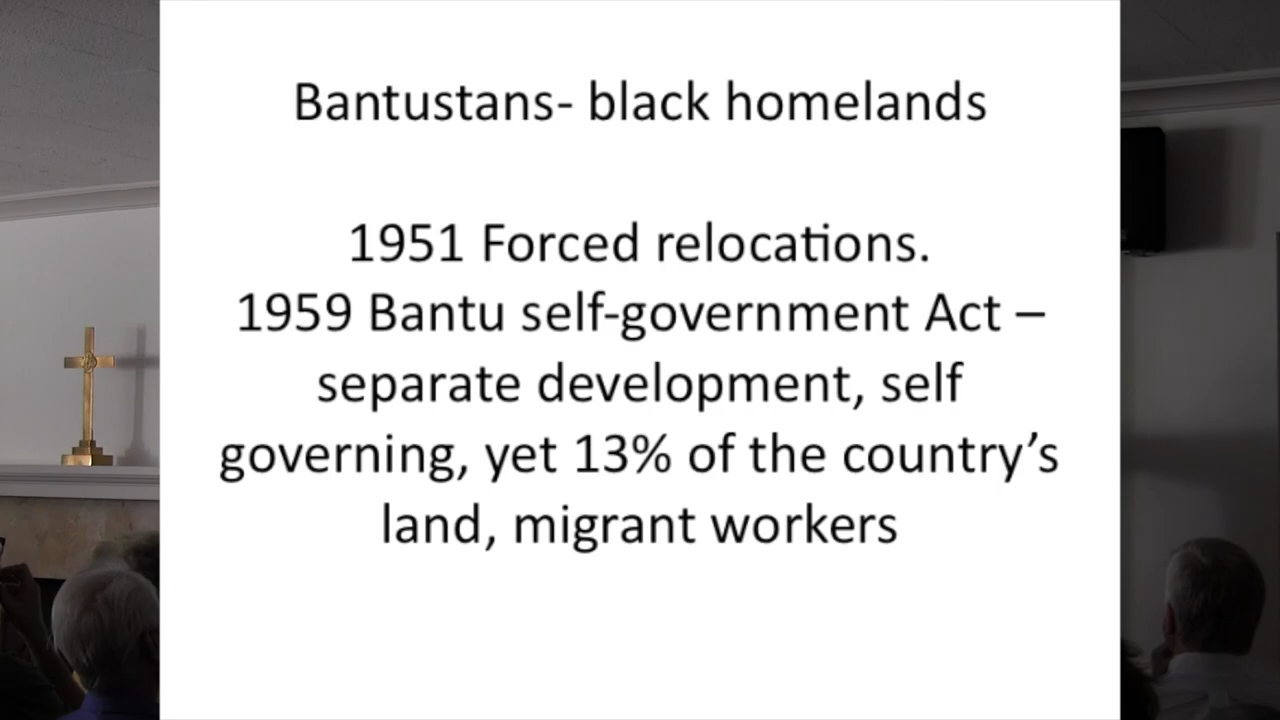 Bantustans- black homelands
1951 Forced relocations.
1959 Bantu self-government Act –
separate development, self
governing, yet 13% of the country’s
land, migrant workers